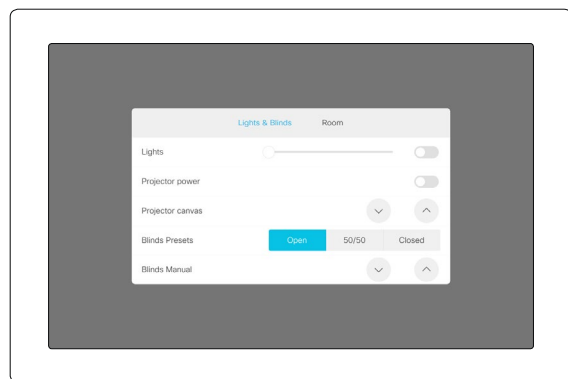 Lights & Blinds Room
Lights
Projector power
Projector canvas
Blinds Presets Open 50/50 Closed
Blinds Manual